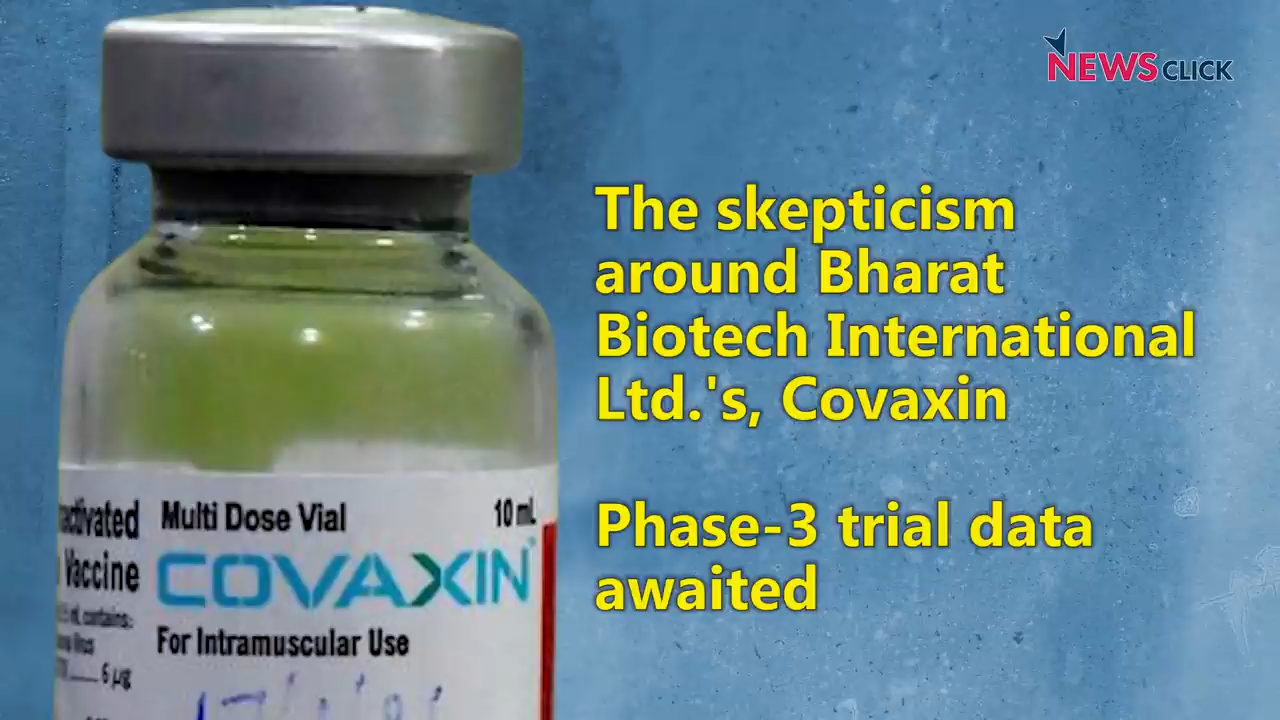 NEWSCLICK
The skepticism
around Bharat
Biotech International
Ltd.'s, Covaxin
Phase-3 trial data
awaited
Multi Dose Vial 10 mL
Vaccine
COVAXIN
contains:
For Intramuscular Use
6 µg